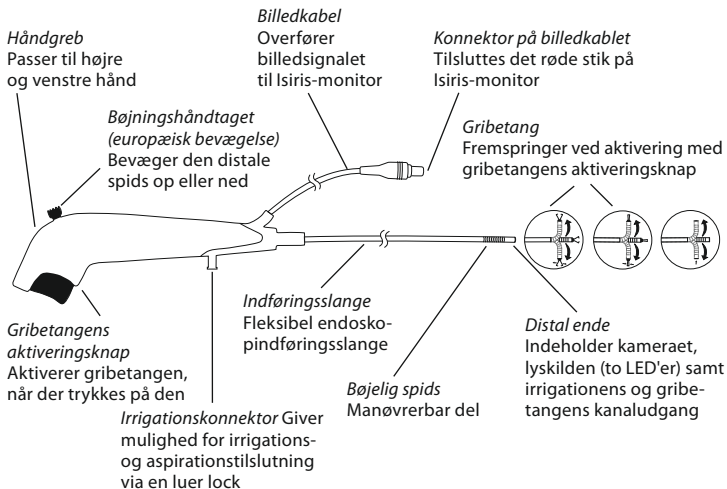 Håndgreb
Passer til højre
og venstre hånd
Billedkabel
Overfører
billedsignalet
til Isiris-monitor
Konnektor på billedkablet
Tilsluttes det røde stik på
Isiris-monitor
Bøjningshåndtaget
(europæisk bevægelse)
Bevæger den distale
spids op eller ned
Gribetang
Fremspringer ved aktivering med
gribetangens aktiveringsknap
Gribetangens
aktiveringsknap
Aktiverer gribetangen,
når der trykkes på den
Irrigationskonnektor Giver
mulighed for irrigations-
og aspirationstilslutning
via en luer lock
Indføringsslange
Fleksibel endosko-
pindføringsslange
Bøjelig spids
Manøvrerbar del
Distal ende
Indeholder kameraet,
lyskilden (to LED'er) samt
irrigationens og gribe-
tangens kanaludgang